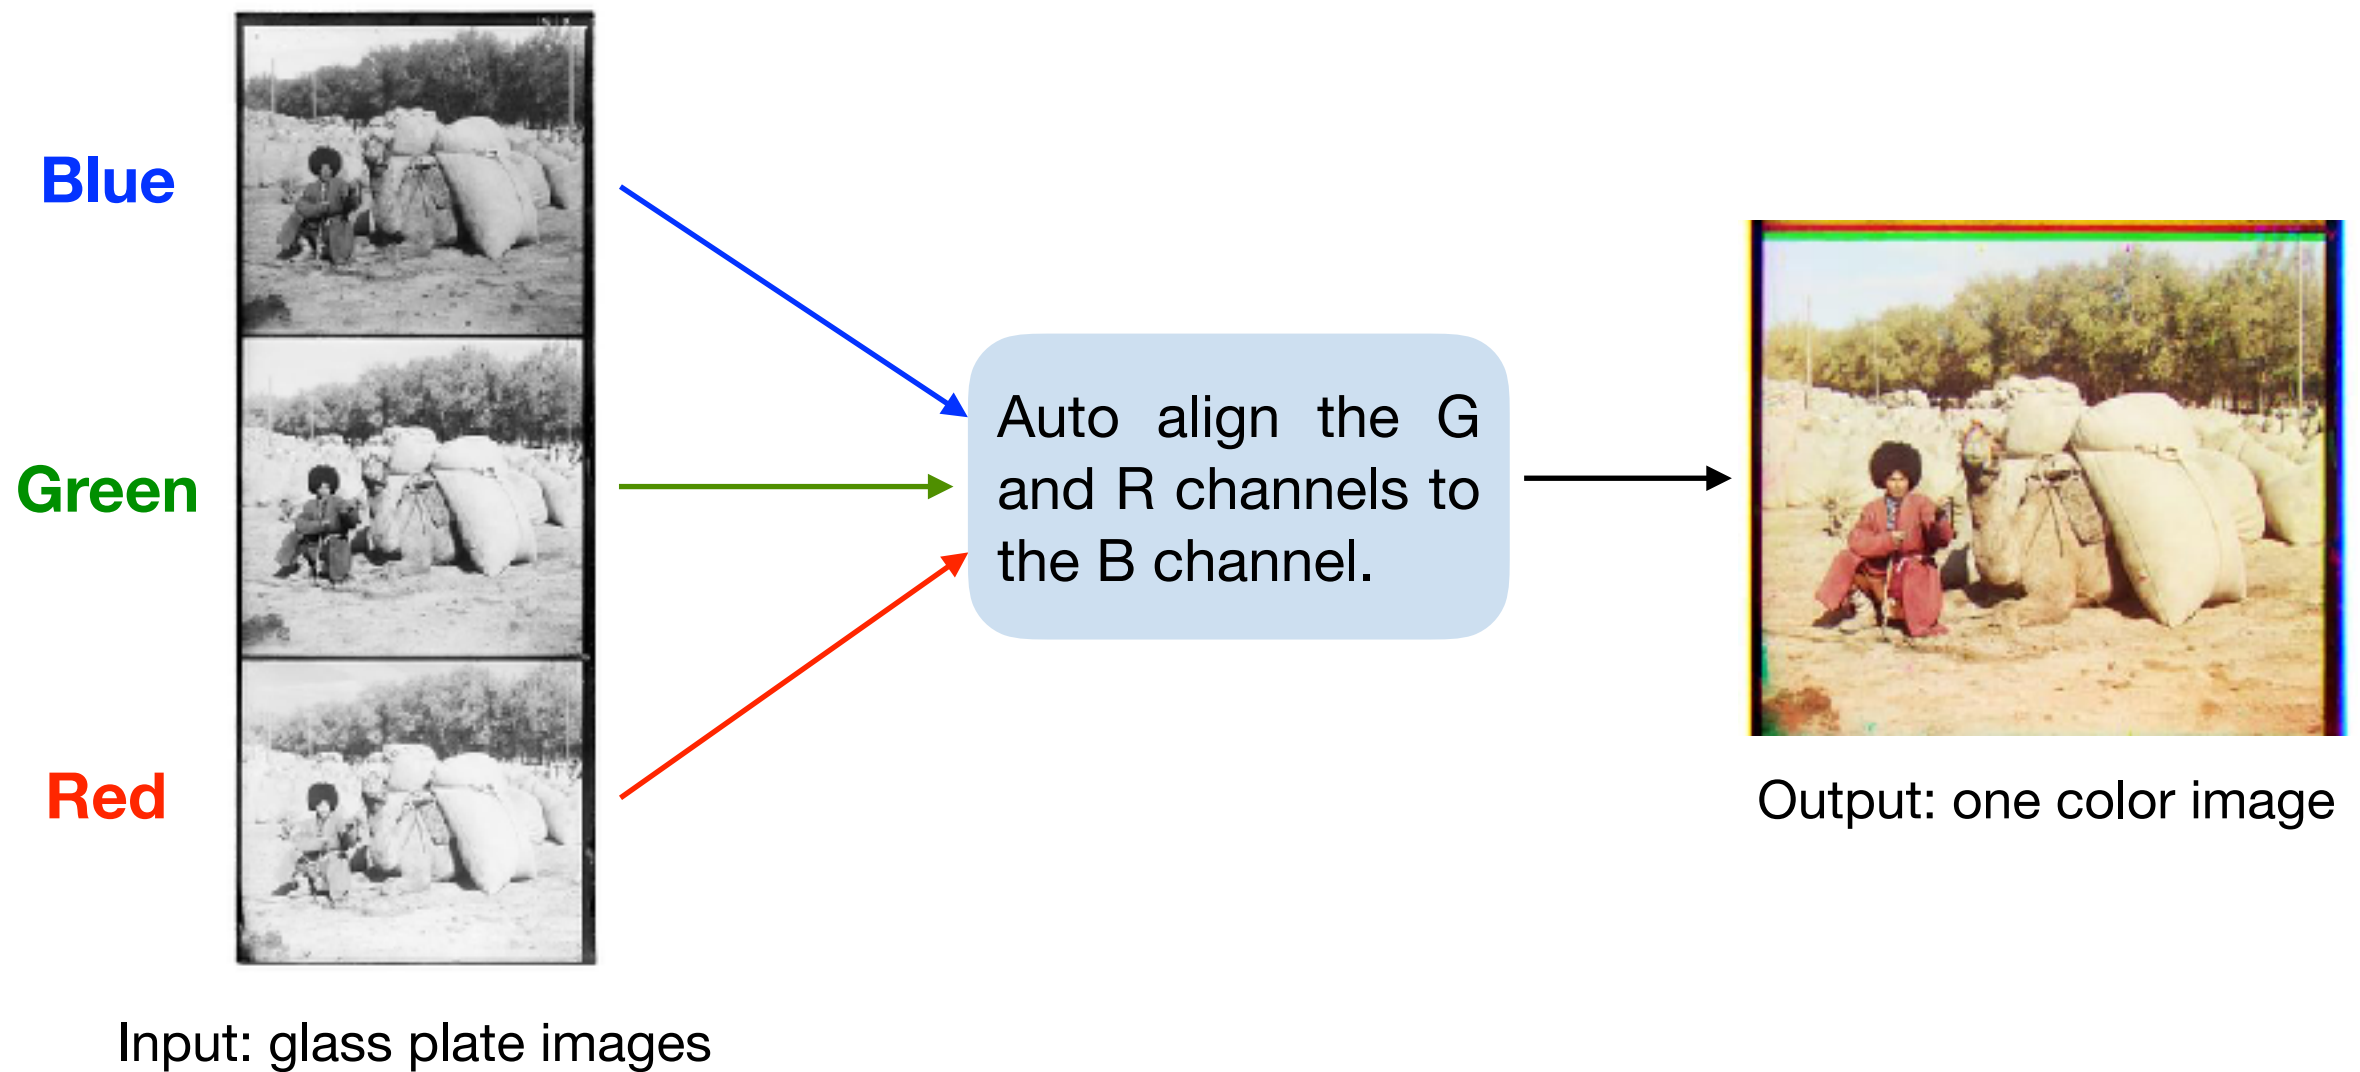 Blue
Green
Red
Auto align the G
and R channels to
the B channel.
Output: one color image
Input: glass plate images